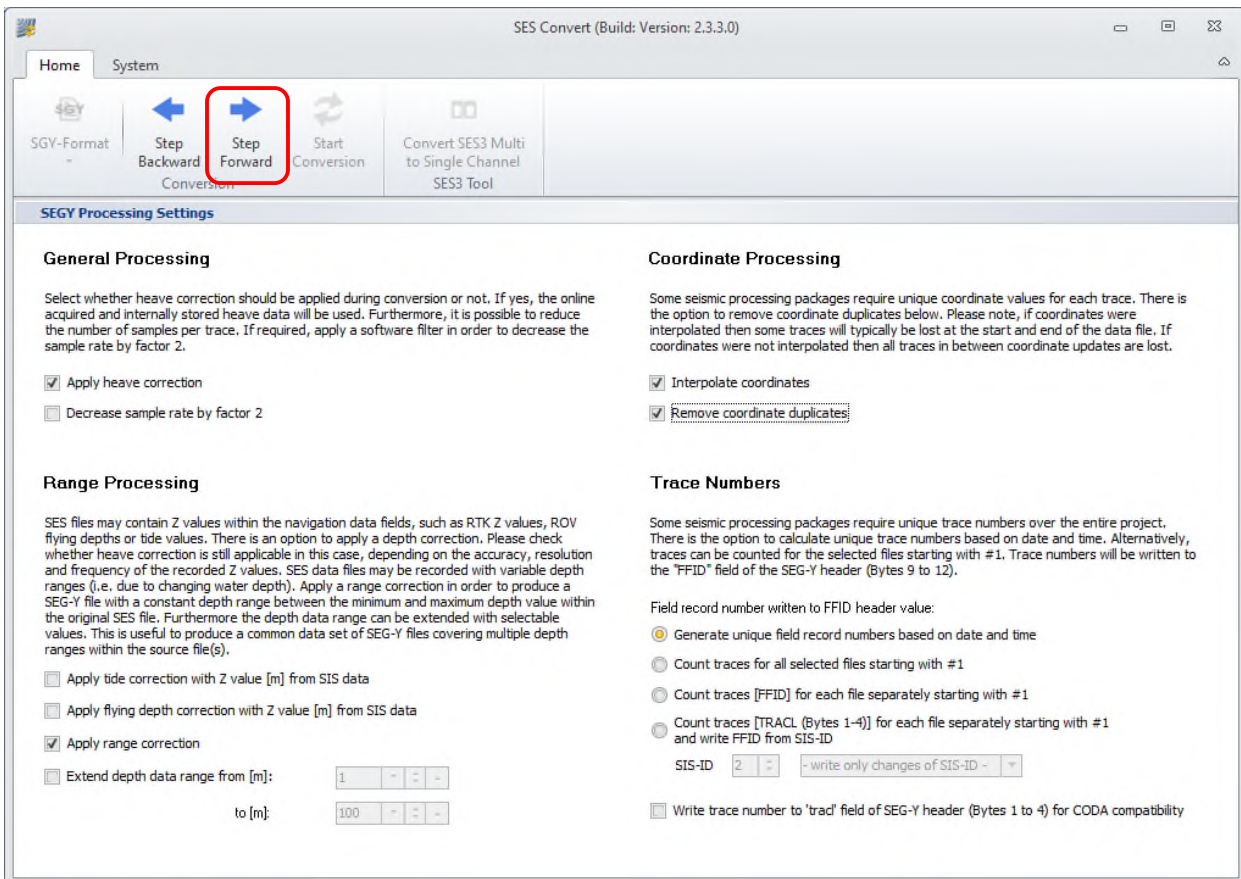 SES Convert (Build: Version: 2.3.3.0)
Home System
SGY
SGY-Format
Step
Backward
Step
Forward
Start
Conversion
Conversion
Convert SES3 Multi
to Single Channel
SES3 Tool
SEGY Processing Settings
General Processing
Select whether heave correction should be applied during conversion or not. If yes, the online
acquired and internally stored heave data will be used. Furthermore, it is possible to reduce
the number of samples per trace. If required, apply a software filter in order to decrease the
sample rate by factor 2.
Apply heave correction
Decrease sample rate by factor 2
Coordinate Processing
Some seismic processing packages require unique coordinate values for each trace. There is
the option to remove coordinate duplicates below. Please note, if coordinates were
interpolated then some traces will typically be lost at the start and end of the data file. If
coordinates were not interpolated then all traces in between coordinate updates are lost.
Interpolate coordinates
Remove coordinate duplicates
Range Processing
SES files may contain Z values within the navigation data fields, such as RTK Z values, ROV
flying depths or tide values. There is an option to apply a depth correction. Please check
whether heave correction is still applicable in this case, depending on the accuracy, resolution
and frequency of the recorded Z values. SES data files may be recorded with variable depth
ranges (i.e. due to changing water depth). Apply a range correction in order to produce a
SEG-Y file with a constant depth range between the minimum and maximum depth value within
the original SES file. Furthermore the depth data range can be extended with selectable
values. This is useful to produce a common data set of SEG-Y files covering multiple depth
ranges within the source file(s).
Apply tide correction with Z value [m] from SIS data
Apply flying depth correction with Z value [m] from SIS data
Apply range correction
Extend depth data range from [m]: 1
to [m]: 100
Trace Numbers
Some seismic processing packages require unique trace numbers over the entire project.
There is the option to calculate unique trace numbers based on date and time. Alternatively,
traces can be counted for the selected files starting with #1. Trace numbers will be written to
the "FFID" field of the SEG-Y header (Bytes 9 to 12).
Field record number written to FFID header value:
Generate unique field record numbers based on date and time
Count traces for all selected files starting with #1
Count traces [FFID] for each file separately starting with #1
Count traces [TRACL (Bytes 1-4)] for each file separately starting with #1
and write FFID from SIS-ID
SIS-ID 2 - write only changes of SIS-ID -
Write trace number to 'tracl' field of SEG-Y header (Bytes 1 to 4) for CODA compatibility